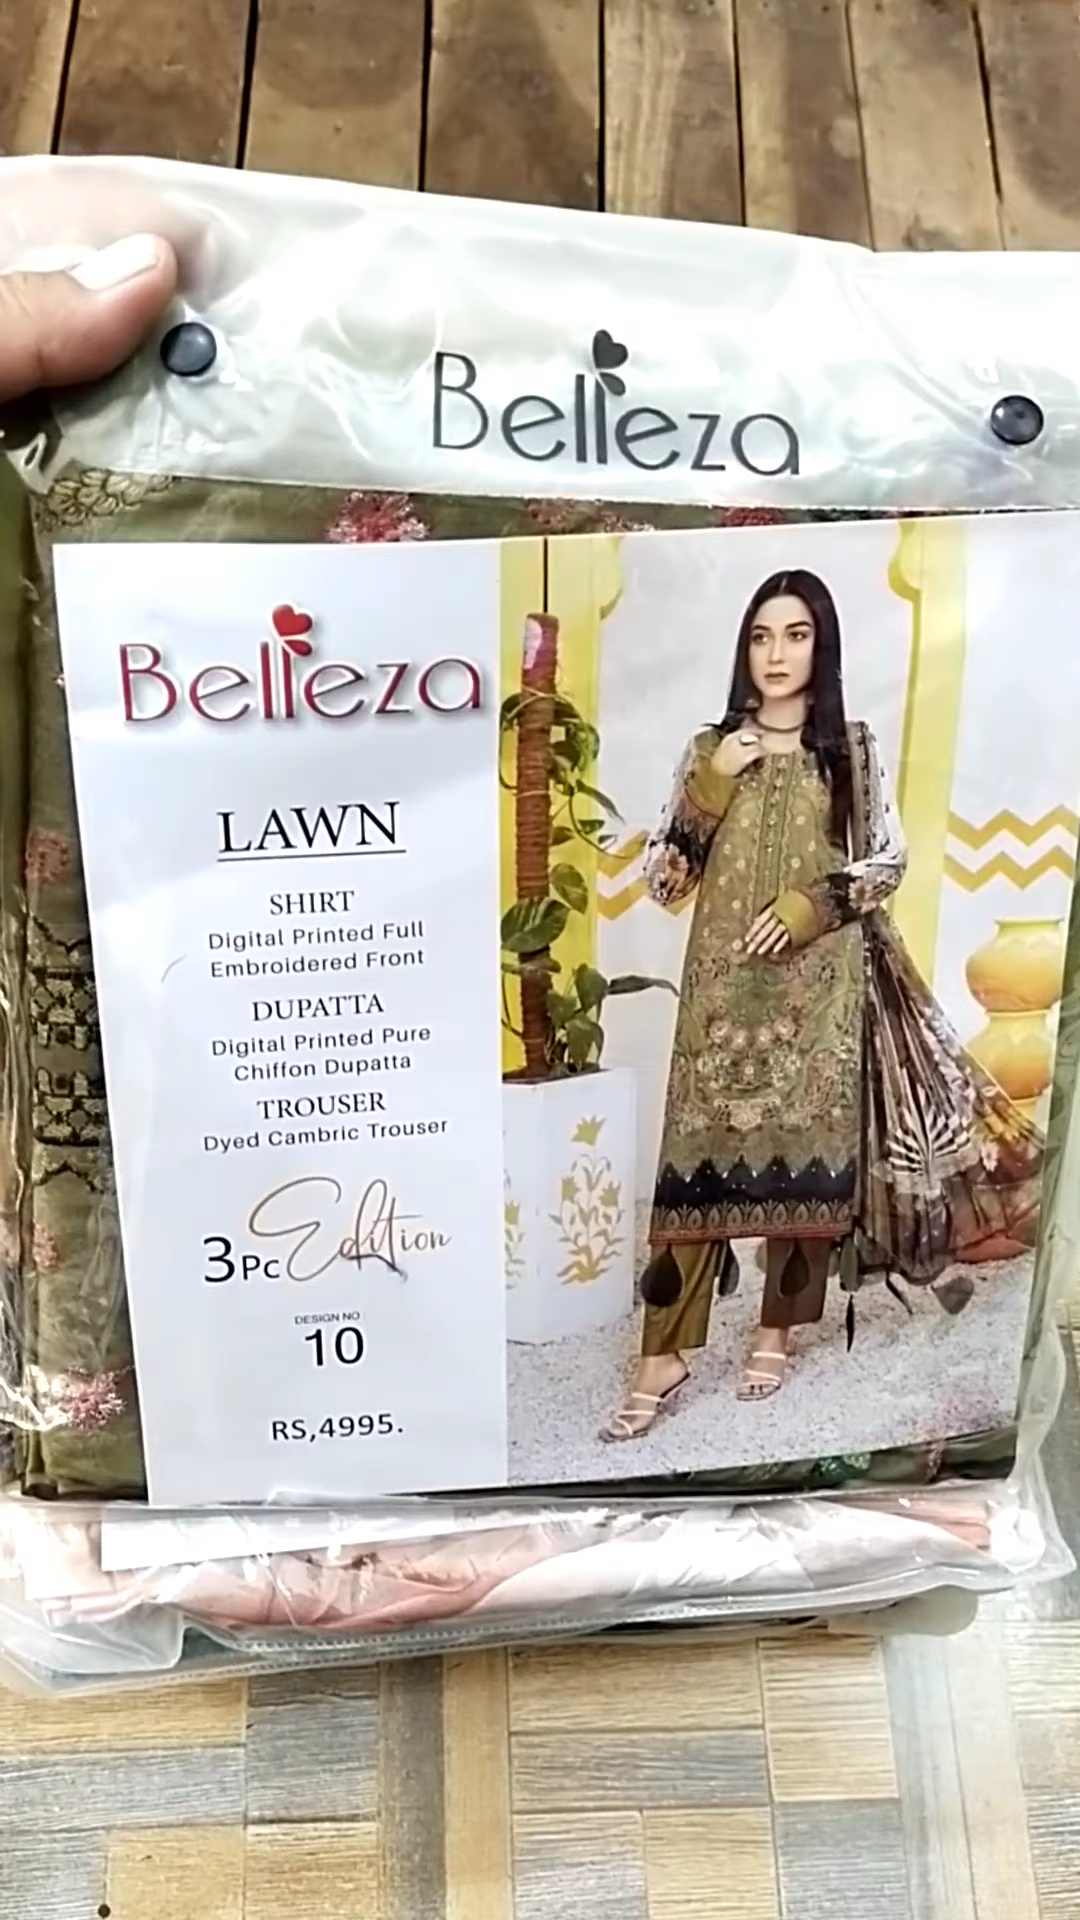 Belleza
Belleza
LAWN
SHIRT
Digital Printed Full
Embroidered Front
DUPATTA
Digital Printed Pure
Chiffon Dupatta
TROUSER
Dyed Cambric Trouser
3Pc Edition
DESIGN NO
10
RS,4995.